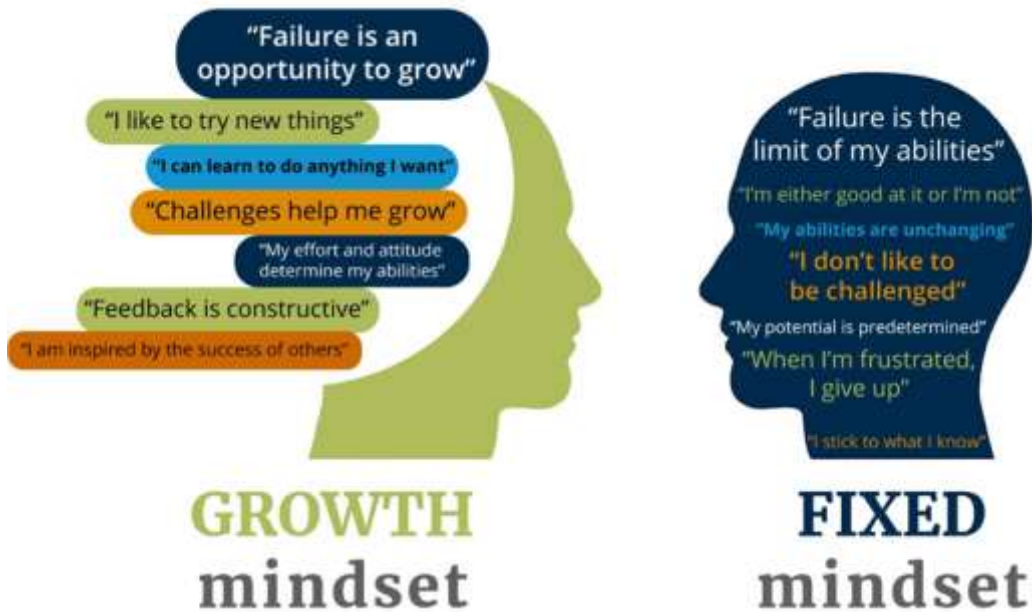 “Failure is an
opportunity to grow”
“I like to try new things”
“I can learn to do anything I want”
“Challenges help me grow”
“My effort and attitude
determine my abilities”
“Feedback is constructive”
“I am inspired by the success of others”
GROWTH
mindset
“Failure is the
limit of my abilities”
“I’m either good at it or I’m not”
“My abilities are unchanging”
“I don’t like to
be challenged”
“My potential is predetermined”
“When I’m frustrated,
I give up”
“I stick to what I know”
FIXED
mindset